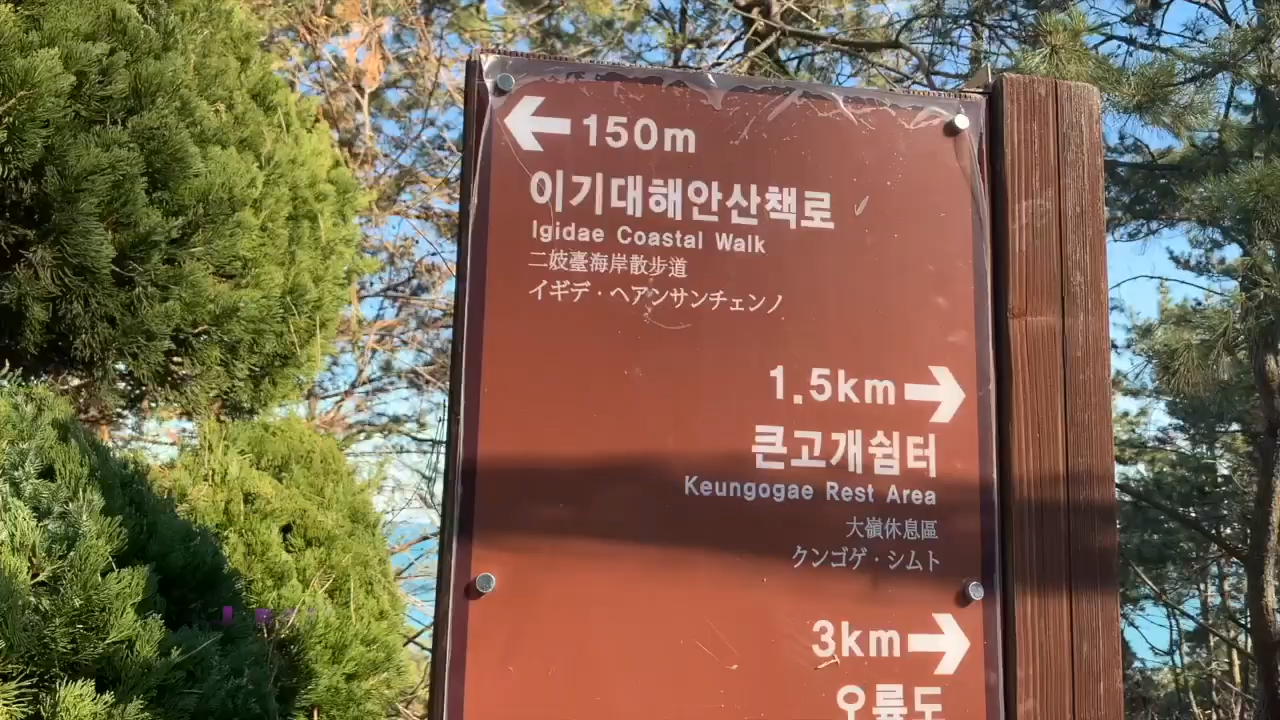 150m
이기대해안산책로
Igidae Coastal Walk
二妓臺海岸散步道
イギデ・ヘアンサンチェンノ
1.5km
큰고개쉼터
Keungogae Rest Area
大嶺休息區
クンゴゲ・シムト
3km
오륙도